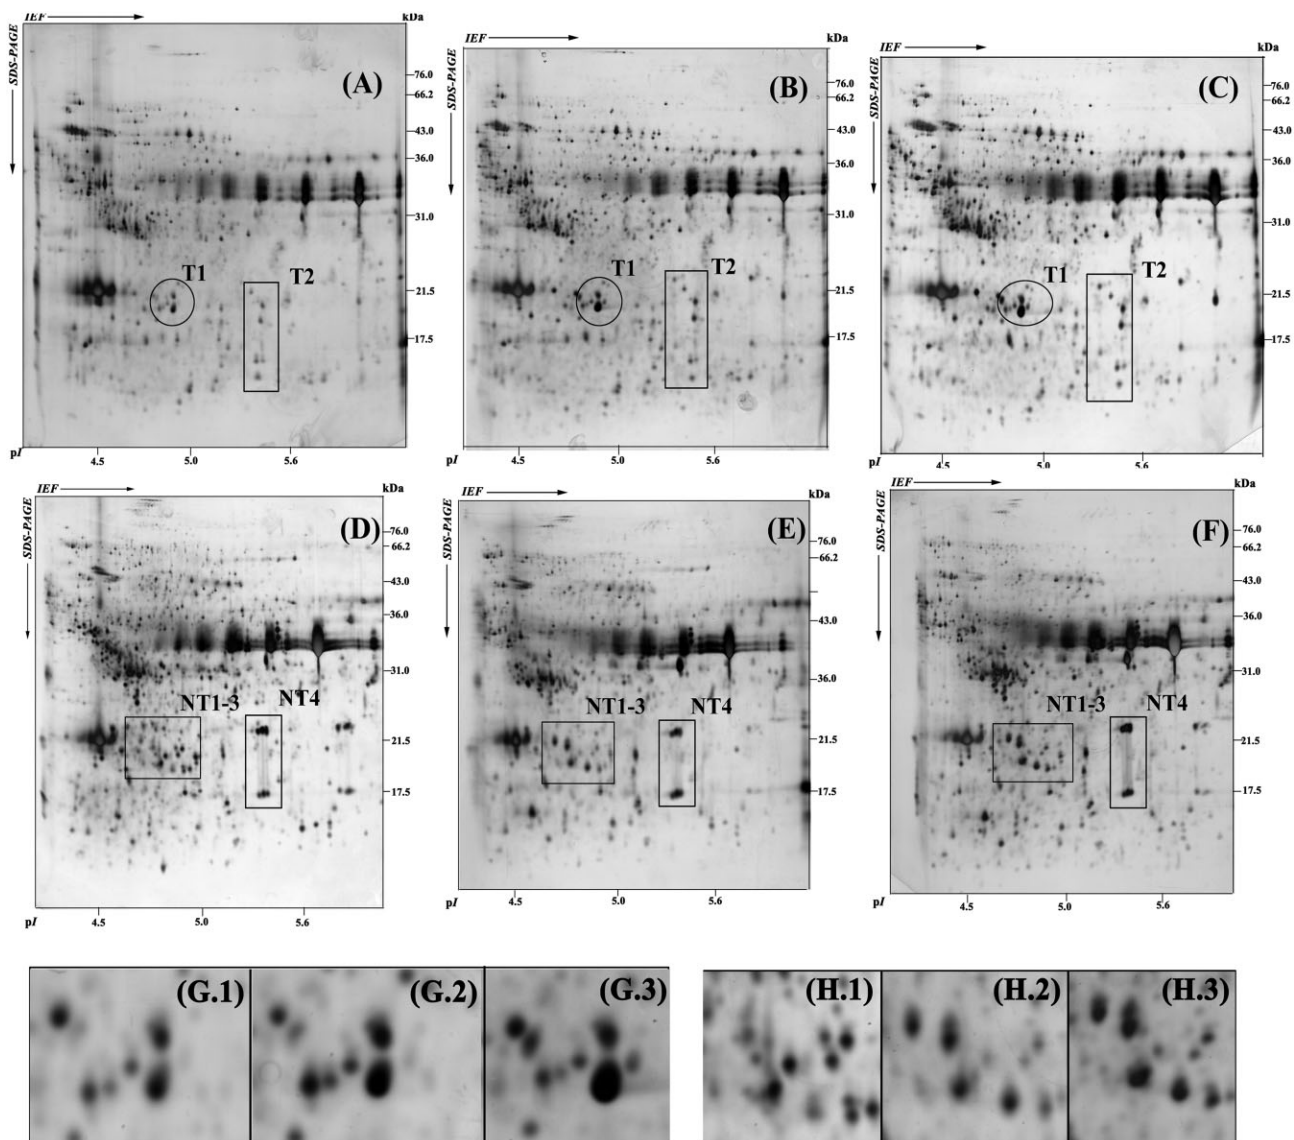 IEF
kDa
SDS-PAGE
(A)
76.0
66.2
43.0
36.0
31.0
T1
T2
21.5
17.5
pI
4.5
5.0
5.6
IEF
kDa
SDS-PAGE
(B)
76.0
66.2
43.0
36.0
31.0
T1
T2
21.5
17.5
pI
4.5
5.0
5.6
IEF
kDa
SDS-PAGE
(C)
76.0
66.2
43.0
36.0
31.0
T1
T2
21.5
17.5
pI
4.5
5.0
5.6
IEF
kDa
SDS-PAGE
(D)
76.0
66.2
43.0
36.0
31.0
NT1-3
NT4
21.5
17.5
pI
4.5
5.0
5.6
IEF
kDa
SDS-PAGE
(E)
76.0
66.2
43.0
36.0
31.0
NT1-3
NT4
21.5
17.5
pI
4.5
5.0
5.6
IEF
kDa
SDS-PAGE
(F)
76.0
66.2
43.0
36.0
31.0
NT1-3
NT4
21.5
17.5
pI
4.5
5.0
5.6
(G.1)
(G.2)
(G.3)
(H.1)
(H.2)
(H.3)